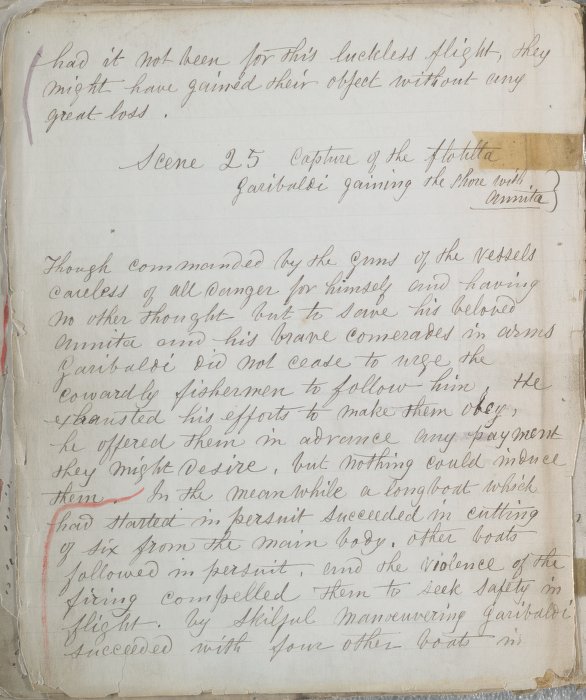 had it not been for this luckless flight, they
might have gained their object without any
great loss.
Scene 25 Capture of the flotilla
Garibaldi gaining the shore with
Annita
Though commanded by the guns of the vessels
careless of all danger for himself and having
no other thought but to save his beloved
Annita and his brave comerades in arms
Garibaldi did not cease to urge the
cowardly fishermen to follow him, He
exhausted his efforts to make them obey,
he offered them in advance any payment
they might desire, but nothing could induce
them. In the meanwhile a longboat which
had started in persuit succeeded in cutting
of six from the main body, other boats
followed in persuit, and the violence of the
firing compelled them to seek safety in
flight. by skilful manoeuvering Garibaldi
succeeded with four other boat in